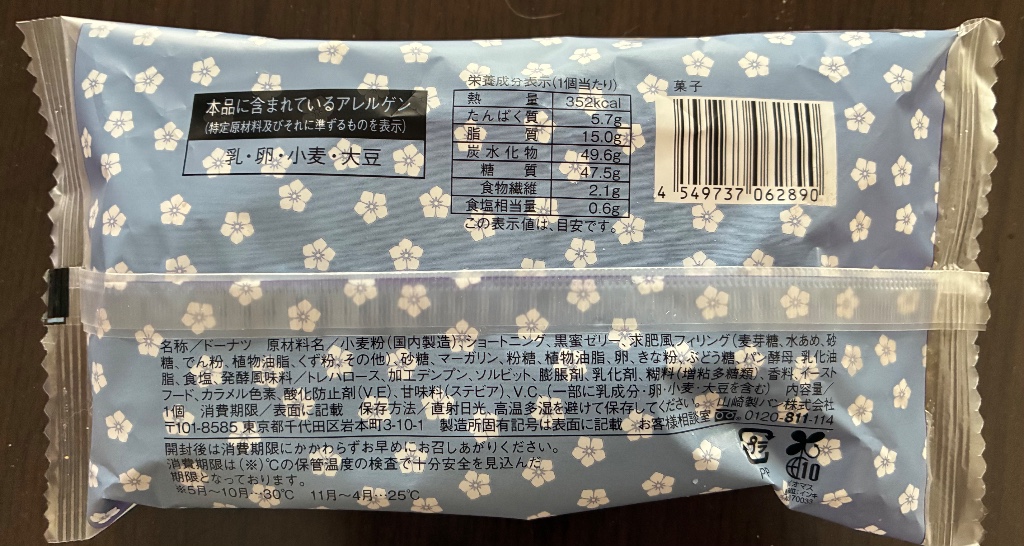 本品に含まれているアレルゲン
(特定原材料及びそれに準ずるものを表示)
乳・卵・小麦・大豆
栄養成分表示(1個当たり)
熱量 352kcal
たんぱく質 5.7g
脂質 15.0g
炭水化物 49.6g
糖質 47.5g
食物繊維 2.1g
食塩相当量 0.6g
この表示値は、目安です。
菓子
4 549737 062890
名称/ドーナツ 原材料名/小麦粉(国内製造)、ショートニング、黒蜜ゼリー、求肥風フィリング(麦芽糖、水あめ、砂
糖、でん粉、植物油脂、くず粉、その他)、砂糖、マーガリン、粉糖、植物油脂、卵、きな粉、ぶどう糖、パン酵母、乳化油
脂、食塩、発酵風味料/トレハロース、加工デンプン、ソルビット、膨脹剤、乳化剤、糊料(増粘多糖類)、香料、イースト
フード、カラメル色素、酸化防止剤(V.E)、甘味料(ステビア)、V.C、(一部に乳成分・卵・小麦・大豆を含む) 内容量/
1個 消費期限/表面に記載 保存方法/直射日光、高温多湿を避けて保存してください。 山崎製パン株式会社
〒101-8585 東京都千代田区岩本町3-10-1 製造所固有記号は表面に記載 お客様相談室 0120-811-114
開封後は消費期限にかかわらずお早めにお召しあがりください。
消費期限は(※)℃の保管温度の検査で十分安全を見込んだ
期限となっております。
※5月〜10月…30℃ 11月〜4月…25℃
プラ
PP
10
バイオマス